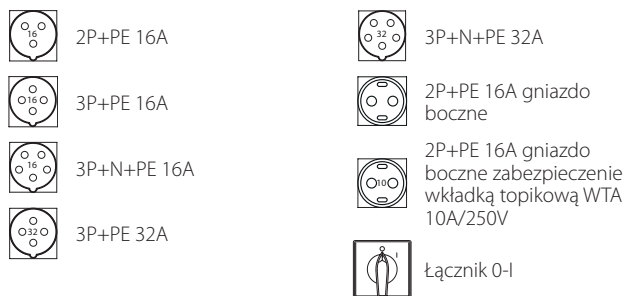 16
2P+PE 16A
16
3P+PE 16A
16
3P+N+PE 16A
32
3P+PE 32A
32
3P+N+PE 32A
2P+PE 16A gniazdo
boczne
10
2P+PE 16A gniazdo
boczne zabezpieczenie
wkładką topikową WTA
10A/250V
0
I
Łącznik 0-I